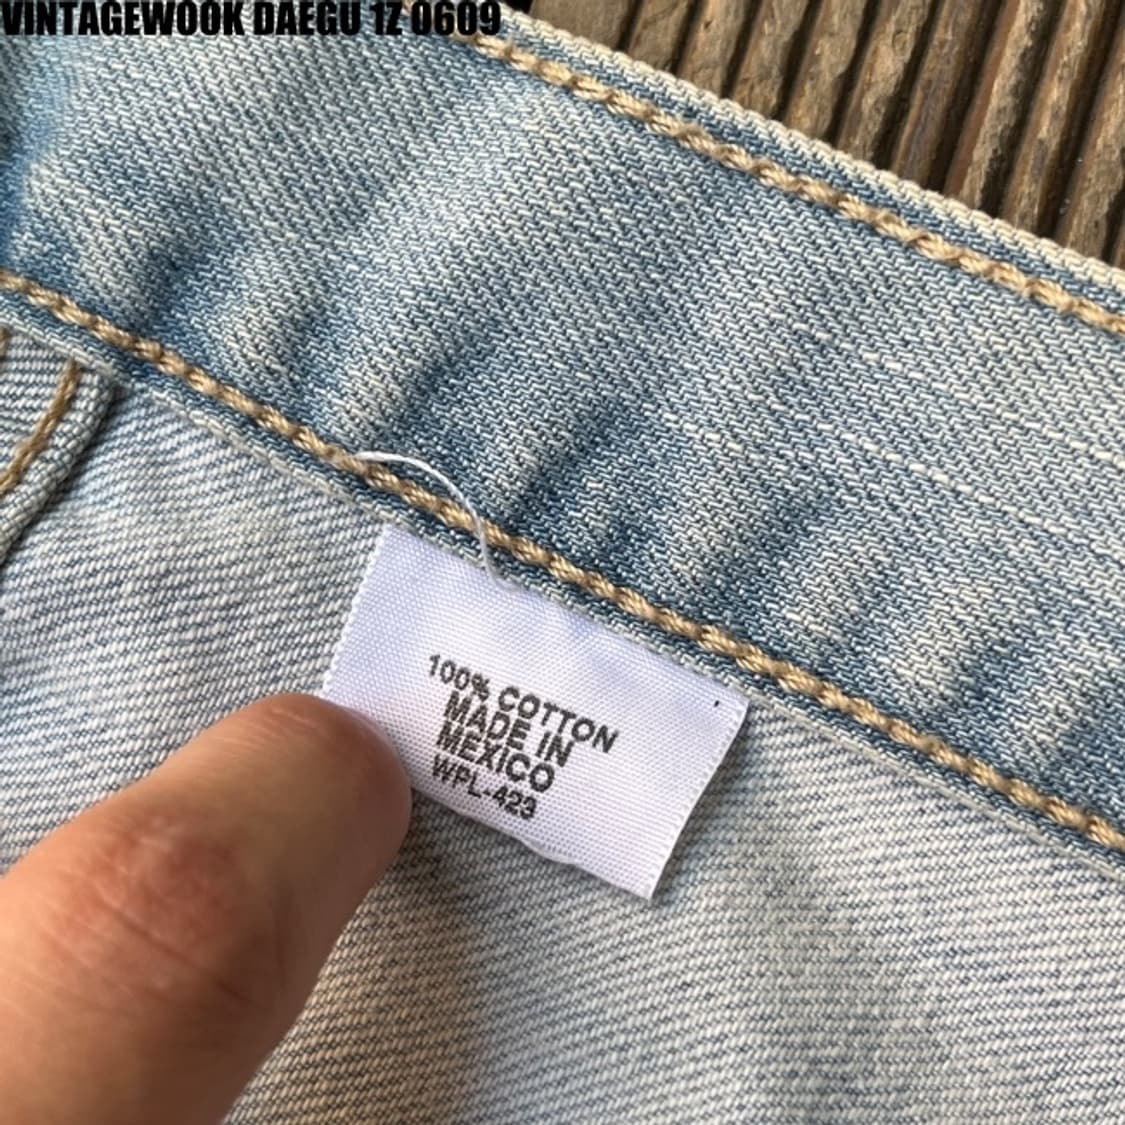 VINTAGEWOOK DAEGU 1Z 0609
100% COTTON
MADE IN
MEXICO
WPL-423